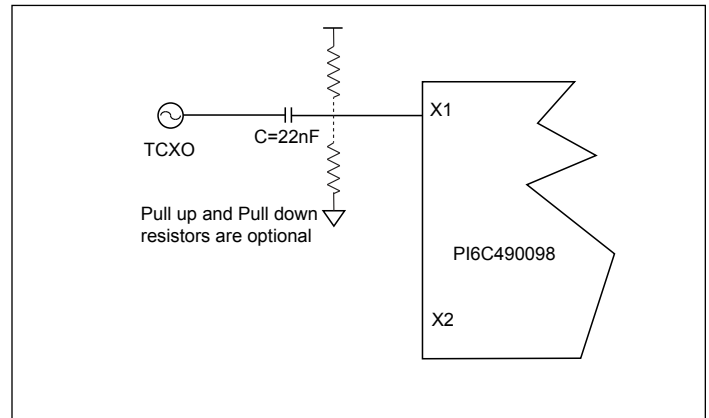 X1
C=22nF
TCXO
Pull up and Pull down
resistors are optional
PI6C490098
X2